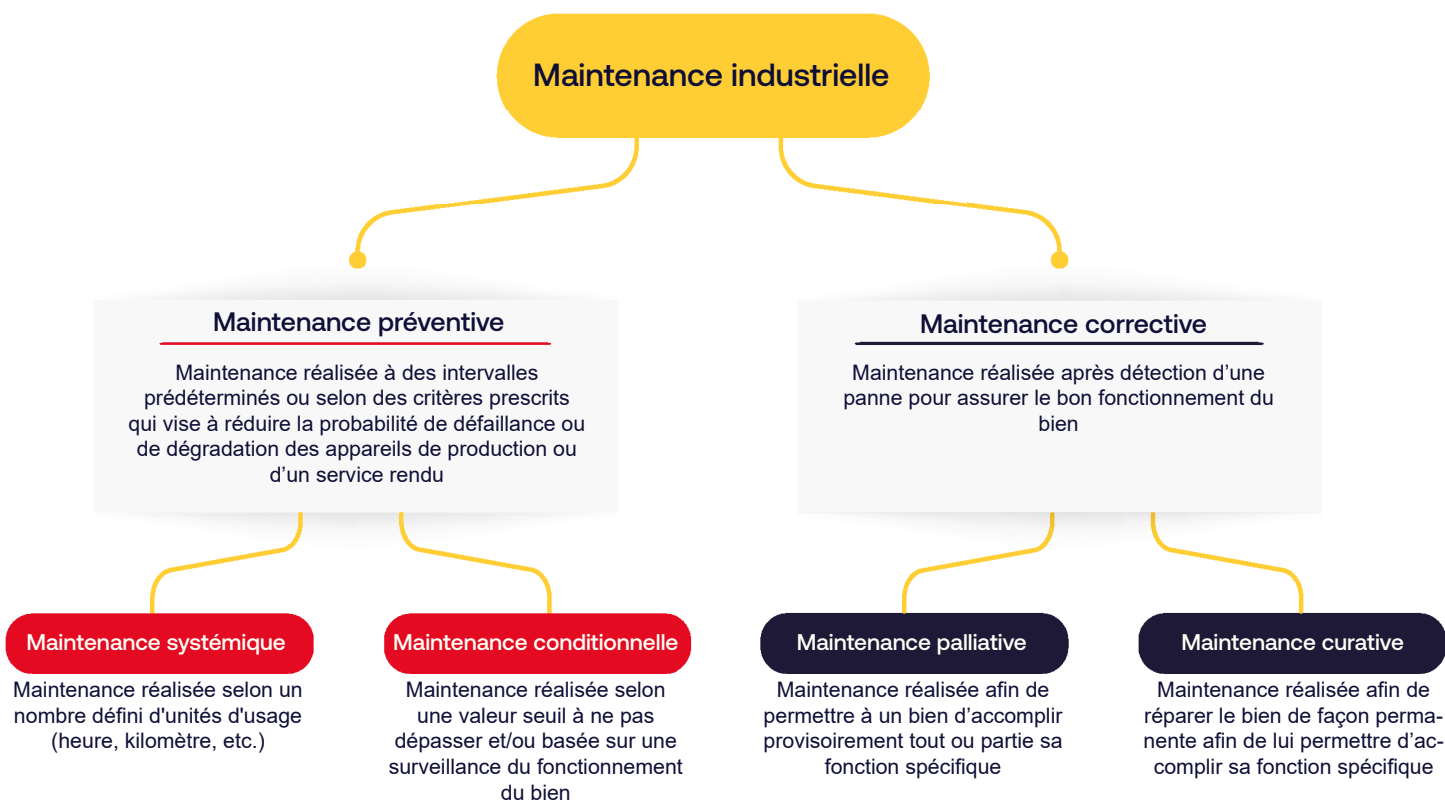 Maintenance industrielle
Maintenance préventive
Maintenance réalisée à des intervalles
prédéterminés ou selon des critères prescrits
qui vise à réduire la probabilité de défaillance ou
de dégradation des appareils de production ou
d’un service rendu
Maintenance corrective
Maintenance réalisée après détection d’une
panne pour assurer le bon fonctionnement du
bien
Maintenance systémique
Maintenance réalisée selon un
nombre défini d'unités d'usage
(heure, kilomètre, etc.)
Maintenance conditionnelle
Maintenance réalisée selon
une valeur seuil à ne pas
dépasser et/ou basée sur une
surveillance du fonctionnement
du bien
Maintenance palliative
Maintenance réalisée afin de
permettre à un bien d’accomplir
provisoirement tout ou partie sa
fonction spécifique
Maintenance curative
Maintenance réalisée afin de
réparer le bien de façon perma-
nente afin de lui permettre d’ac-
complir sa fonction spécifique